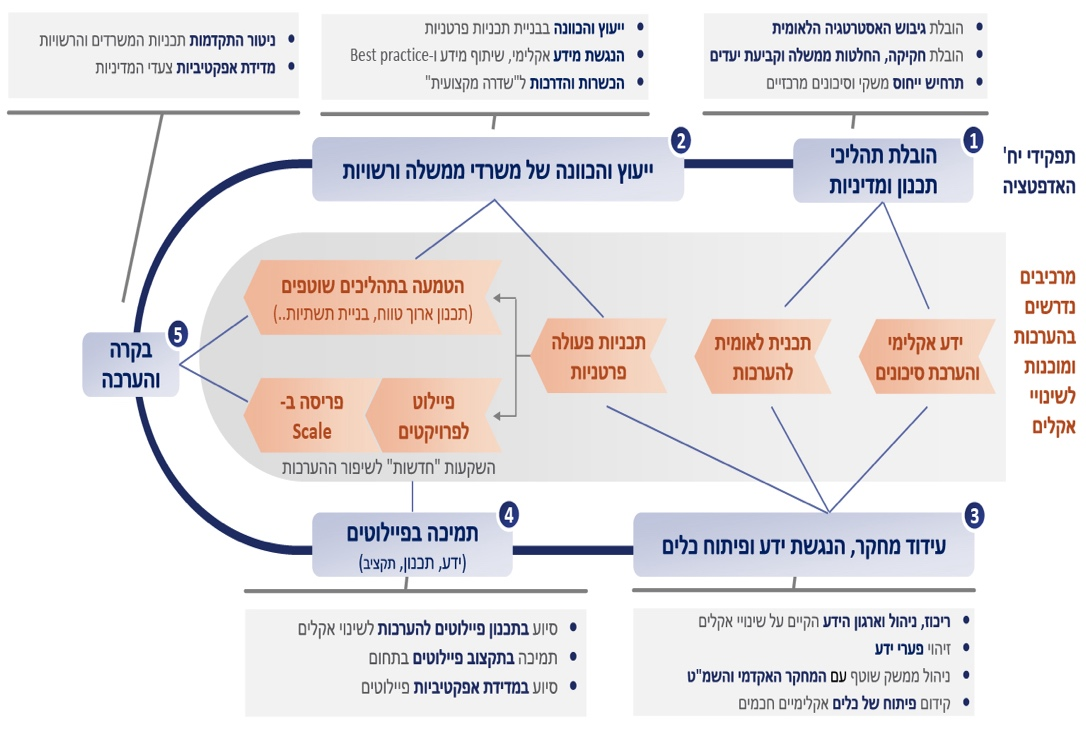 הובלת גיבוש האסטרטגיה הלאומית
הובלת חקיקה, החלטות ממשלה וקביעת יעדים
תרחיש ייחוס משקי וסיכונים מרכזיים
ייעוץ והכוונה בבניית תכניות פרטניות
הנגשת מידע אקלימי, שיתוף מידע ו-Best practice
הכשרות והדרכות ל"שדרה מקצועית"
ניטור התקדמות תכניות המשרדים והרשויות
מדידת אפקטיביות צעדי המדיניות
תפקידי יח'
האדפטציה
1
הובלת תהליכי
תכנון ומדיניות
2
ייעוץ והכוונה של משרדי ממשלה ורשויות
מרכיבים
נדרשים
בהערכות
ומוכנות
לשינויי
אקלים
ידע אקלימי
והערכת סיכונים
תכנית לאומית
להערכות
תכניות פעולה
פרטניות
הטמעה בתהליכים שוטפים
(תכנון ארוך טווח, בניית תשתיות..)
פיילוט
לפרויקטים
פריסה ב-
Scale
השקעות "חדשות" לשיפור ההערכות
5
בקרה
והערכה
3
עידוד מחקר, הנגשת ידע ופיתוח כלים
4
תמיכה בפיילוטים
(ידע, תכנון, תקציב)
ריכוז, ניהול וארגון הידע הקיים על שינויי אקלים
זיהוי פערי ידע
ניהול ממשק שוטף עם המחקר האקדמי והשמ"ט
קידום פיתוח של כלים אקלימיים חכמים
סיוע בתכנון פיילוטים להערכות לשינוי אקלים
תמיכה בתקצוב פיילוטים בתחום
סיוע במדידת אפקטיביות פיילוטים